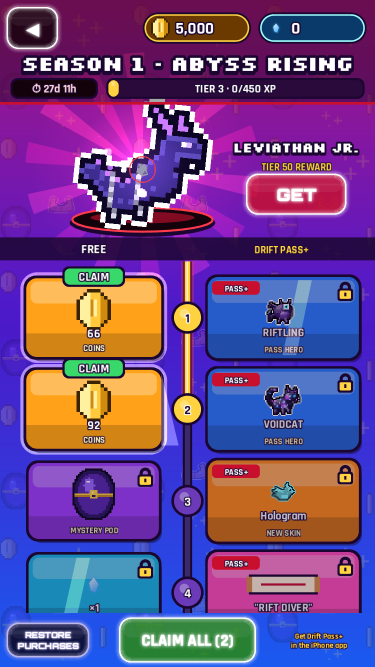 5,000
0
SEASON 1 - ABYSS RISING
27d 11h
TIER 3 · 0/450 XP
LEVIATHAN JR.
TIER 50 REWARD
GET
FREE
DRIFT PASS+
CLAIM
66
COINS
1
PASS+
RIFTLING
PASS HERO
CLAIM
92
COINS
2
PASS+
VOIDCAT
PASS HERO
MYSTERY POD
3
PASS+
Hologram
NEW SKIN
×1
4
PASS+
"RIFT DIVER"
RESTORE
PURCHASES
CLAIM ALL (2)
Get Drift Pass+
in the iPhone app